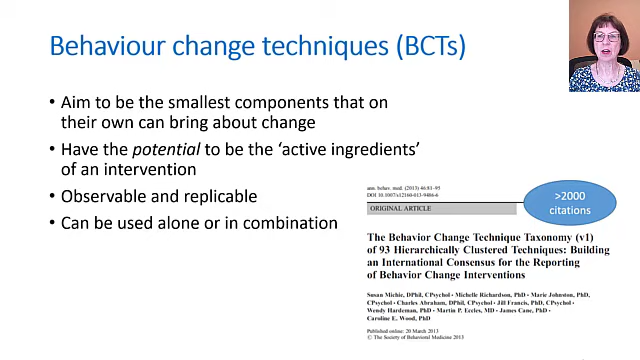 Behaviour change techniques (BCTs)
• Aim to be the smallest components that on
their own can bring about change
• Have the potential to be the ‘active ingredients’
of an intervention
• Observable and replicable
• Can be used alone or in combination
ann. behav. med. (2013) 46:81–95
DOI 10.1007/s12160-013-9486-6
ORIGINAL ARTICLE
>2000
citations
The Behavior Change Technique Taxonomy (v1)
of 93 Hierarchically Clustered Techniques: Building
an International Consensus for the Reporting
of Behavior Change Interventions
Susan Michie, DPhil, CPsychol · Michelle Richardson, PhD · Marie Johnston, PhD,
CPsychol · Charles Abraham, DPhil, CPsychol · Jill Francis, PhD, CPsychol ·
Wendy Hardeman, PhD · Martin P. Eccles, MD · James Cane, PhD ·
Caroline E. Wood, PhD
Published online: 20 March 2013
© The Society of Behavioral Medicine 2013